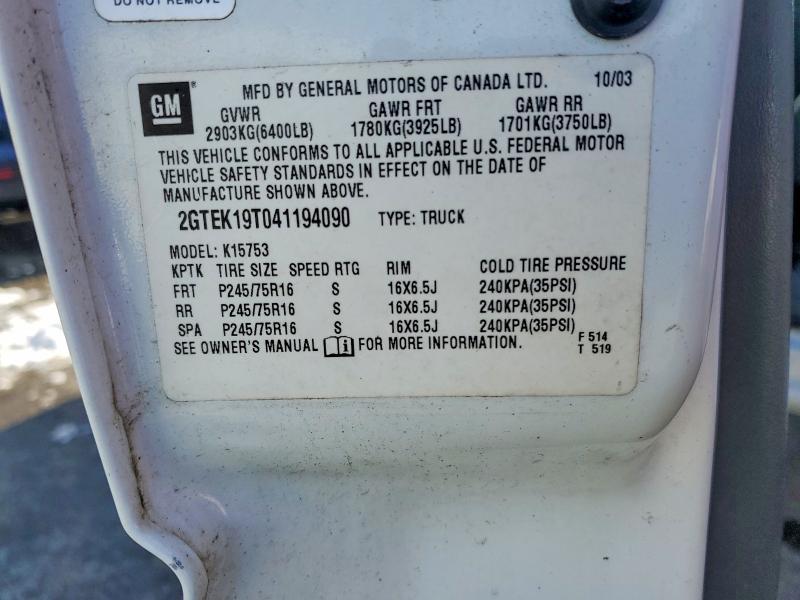 DO NOT REMOVE
GM®
MFD BY GENERAL MOTORS OF CANADA LTD. 10/03
GVWR GAWR FRT GAWR RR
2903KG(6400LB) 1780KG(3925LB) 1701KG(3750LB)
THIS VEHICLE CONFORMS TO ALL APPLICABLE U.S. FEDERAL MOTOR
VEHICLE SAFETY STANDARDS IN EFFECT ON THE DATE OF
MANUFACTURE SHOWN ABOVE.
2GTEK19T041194090 TYPE: TRUCK
MODEL: K15753
KPTK TIRE SIZE SPEED RTG RIM COLD TIRE PRESSURE
FRT P245/75R16 S 16X6.5J 240KPA(35PSI)
RR P245/75R16 S 16X6.5J 240KPA(35PSI)
SPA P245/75R16 S 16X6.5J 240KPA(35PSI)
SEE OWNER'S MANUAL i FOR MORE INFORMATION. F 514
T 519